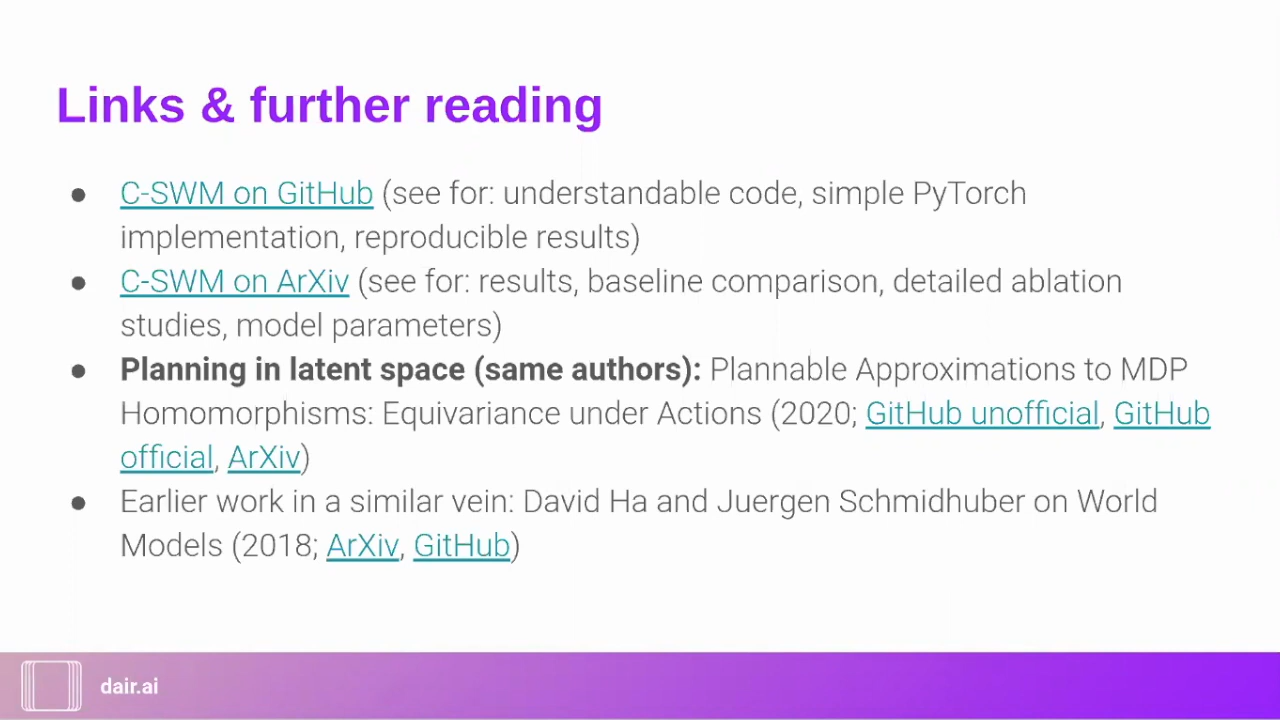 Links & further reading
● C-SWM on GitHub (see for: understandable code, simple PyTorch
implementation, reproducible results)
● C-SWM on ArXiv (see for: results, baseline comparison, detailed ablation
studies, model parameters)
● Planning in latent space (same authors): Plannable Approximations to MDP
Homomorphisms: Equivariance under Actions (2020; GitHub unofficial, GitHub
official, ArXiv)
● Earlier work in a similar vein: David Ha and Juergen Schmidhuber on World
Models (2018; ArXiv, GitHub)
dair.ai